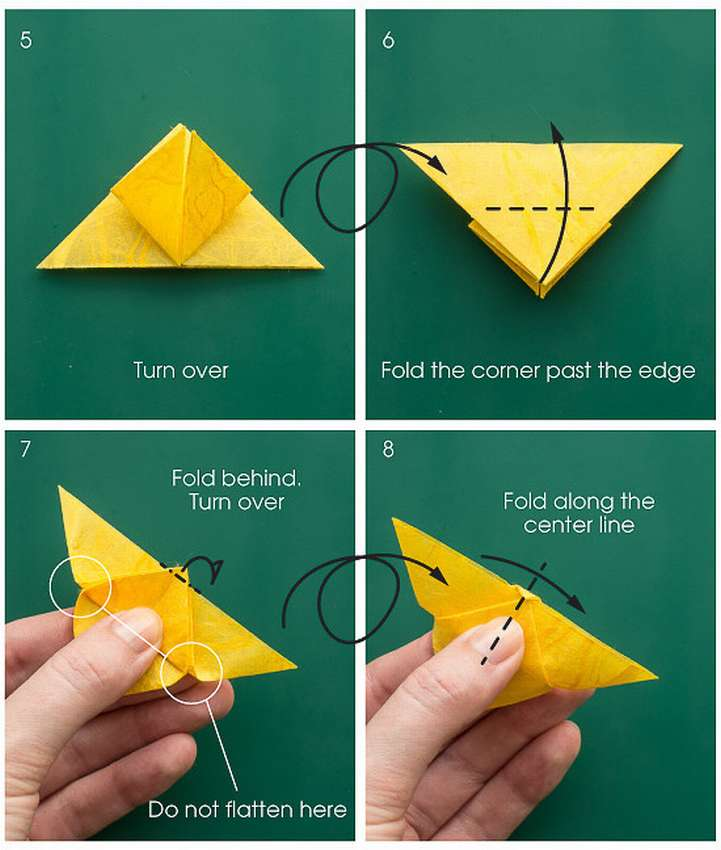 5
Turn over
6
Fold the corner past the edge
7
Fold behind.
Turn over
Do not flatten here
8
Fold along the
center line